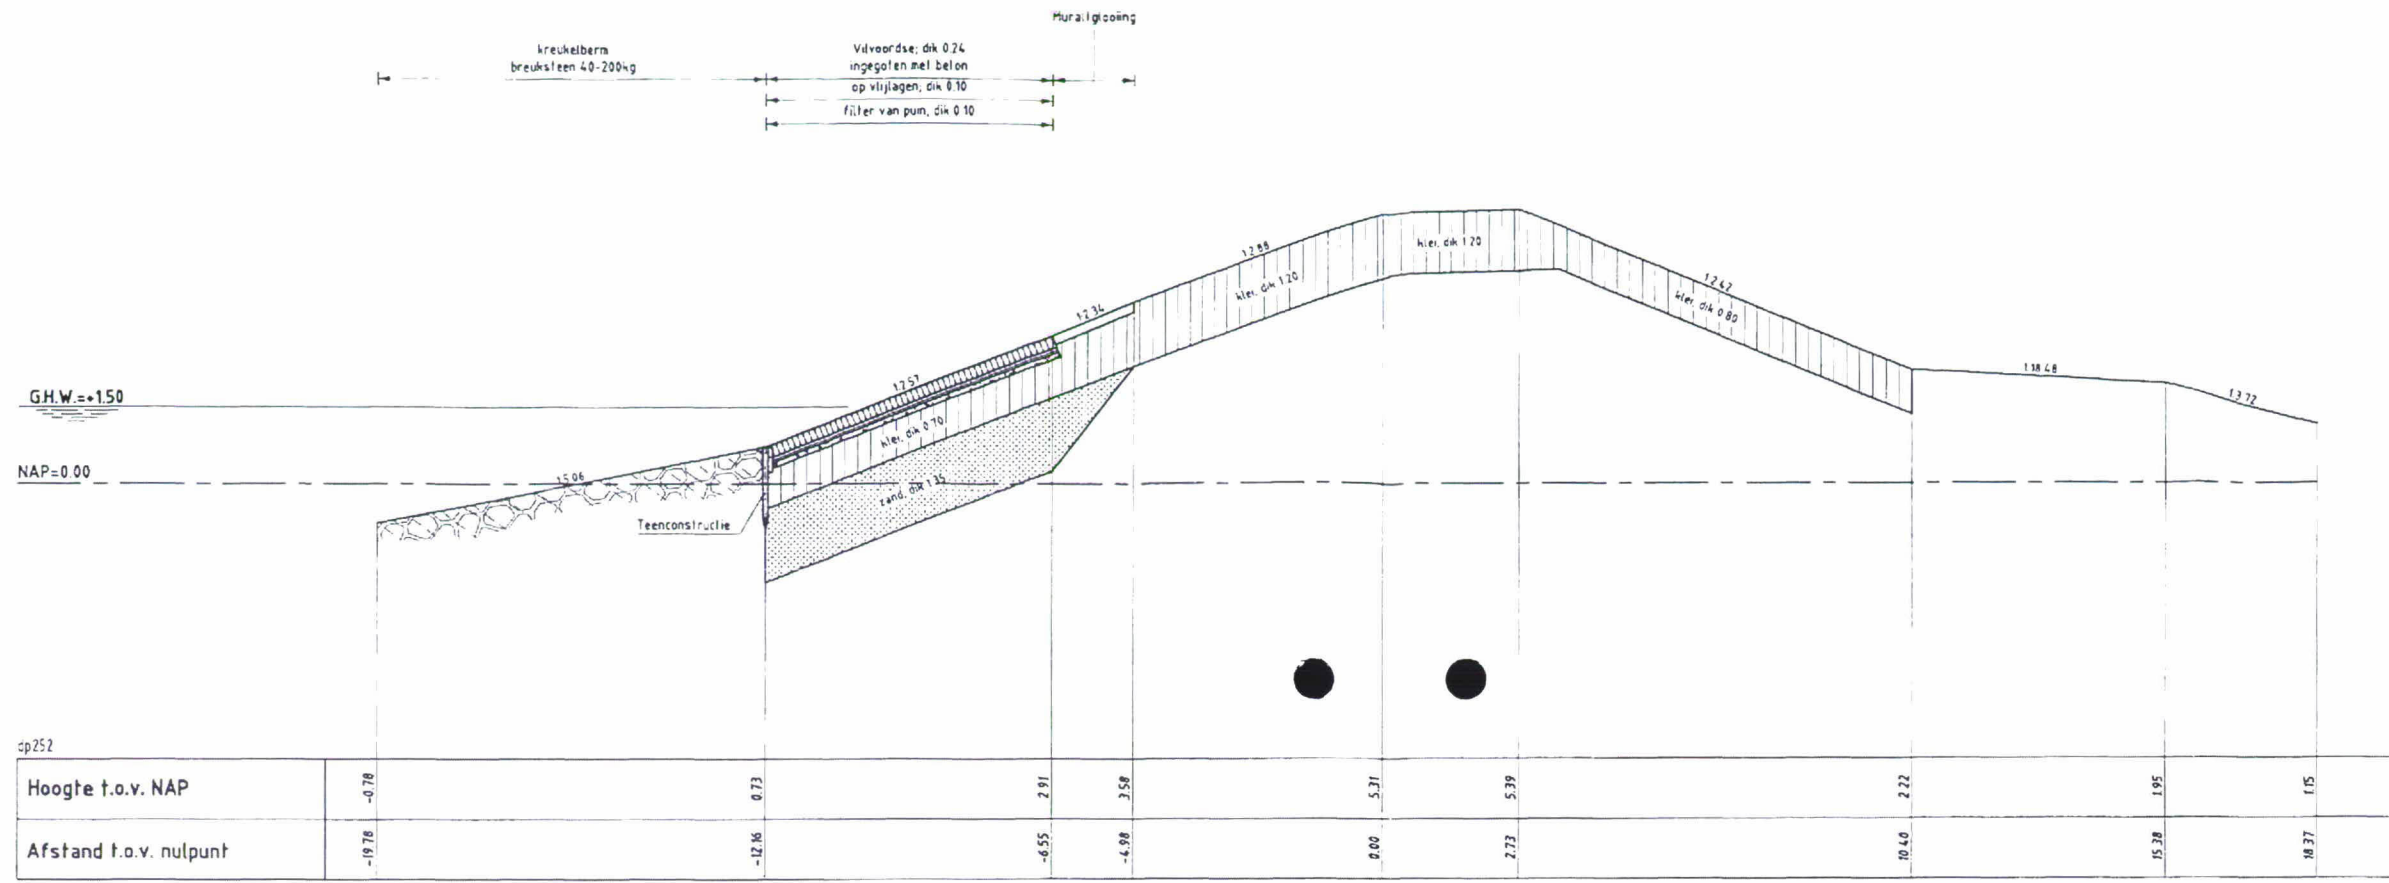 Muraltglooiing
kreukelberm
breuksteen 40-200kg
Vilvoordse; dik 0.24
ingegoten met beton
op vlijlagen; dik 0.10
filter van puin, dik 0.10
1:2.88
klei, dik 1.20
klei, dik 1.20
1:2.42
klei, dik 0.80
1:2.34
1:2.57
1:18.48
1:3.72
G.H.W.=+1.50
klei, dik 0.70
NAP=0.00
1:5.06
zand, dik 1.35
Teenconstructie
dp252
Hoogte t.o.v. NAP -0.78 0.73 2.91 3.58 5.31 5.39 2.22 1.95 1.15
Afstand t.o.v. nulpunt -19.78 -12.16 -6.55 -4.98 0.00 2.73 10.40 15.38 18.37